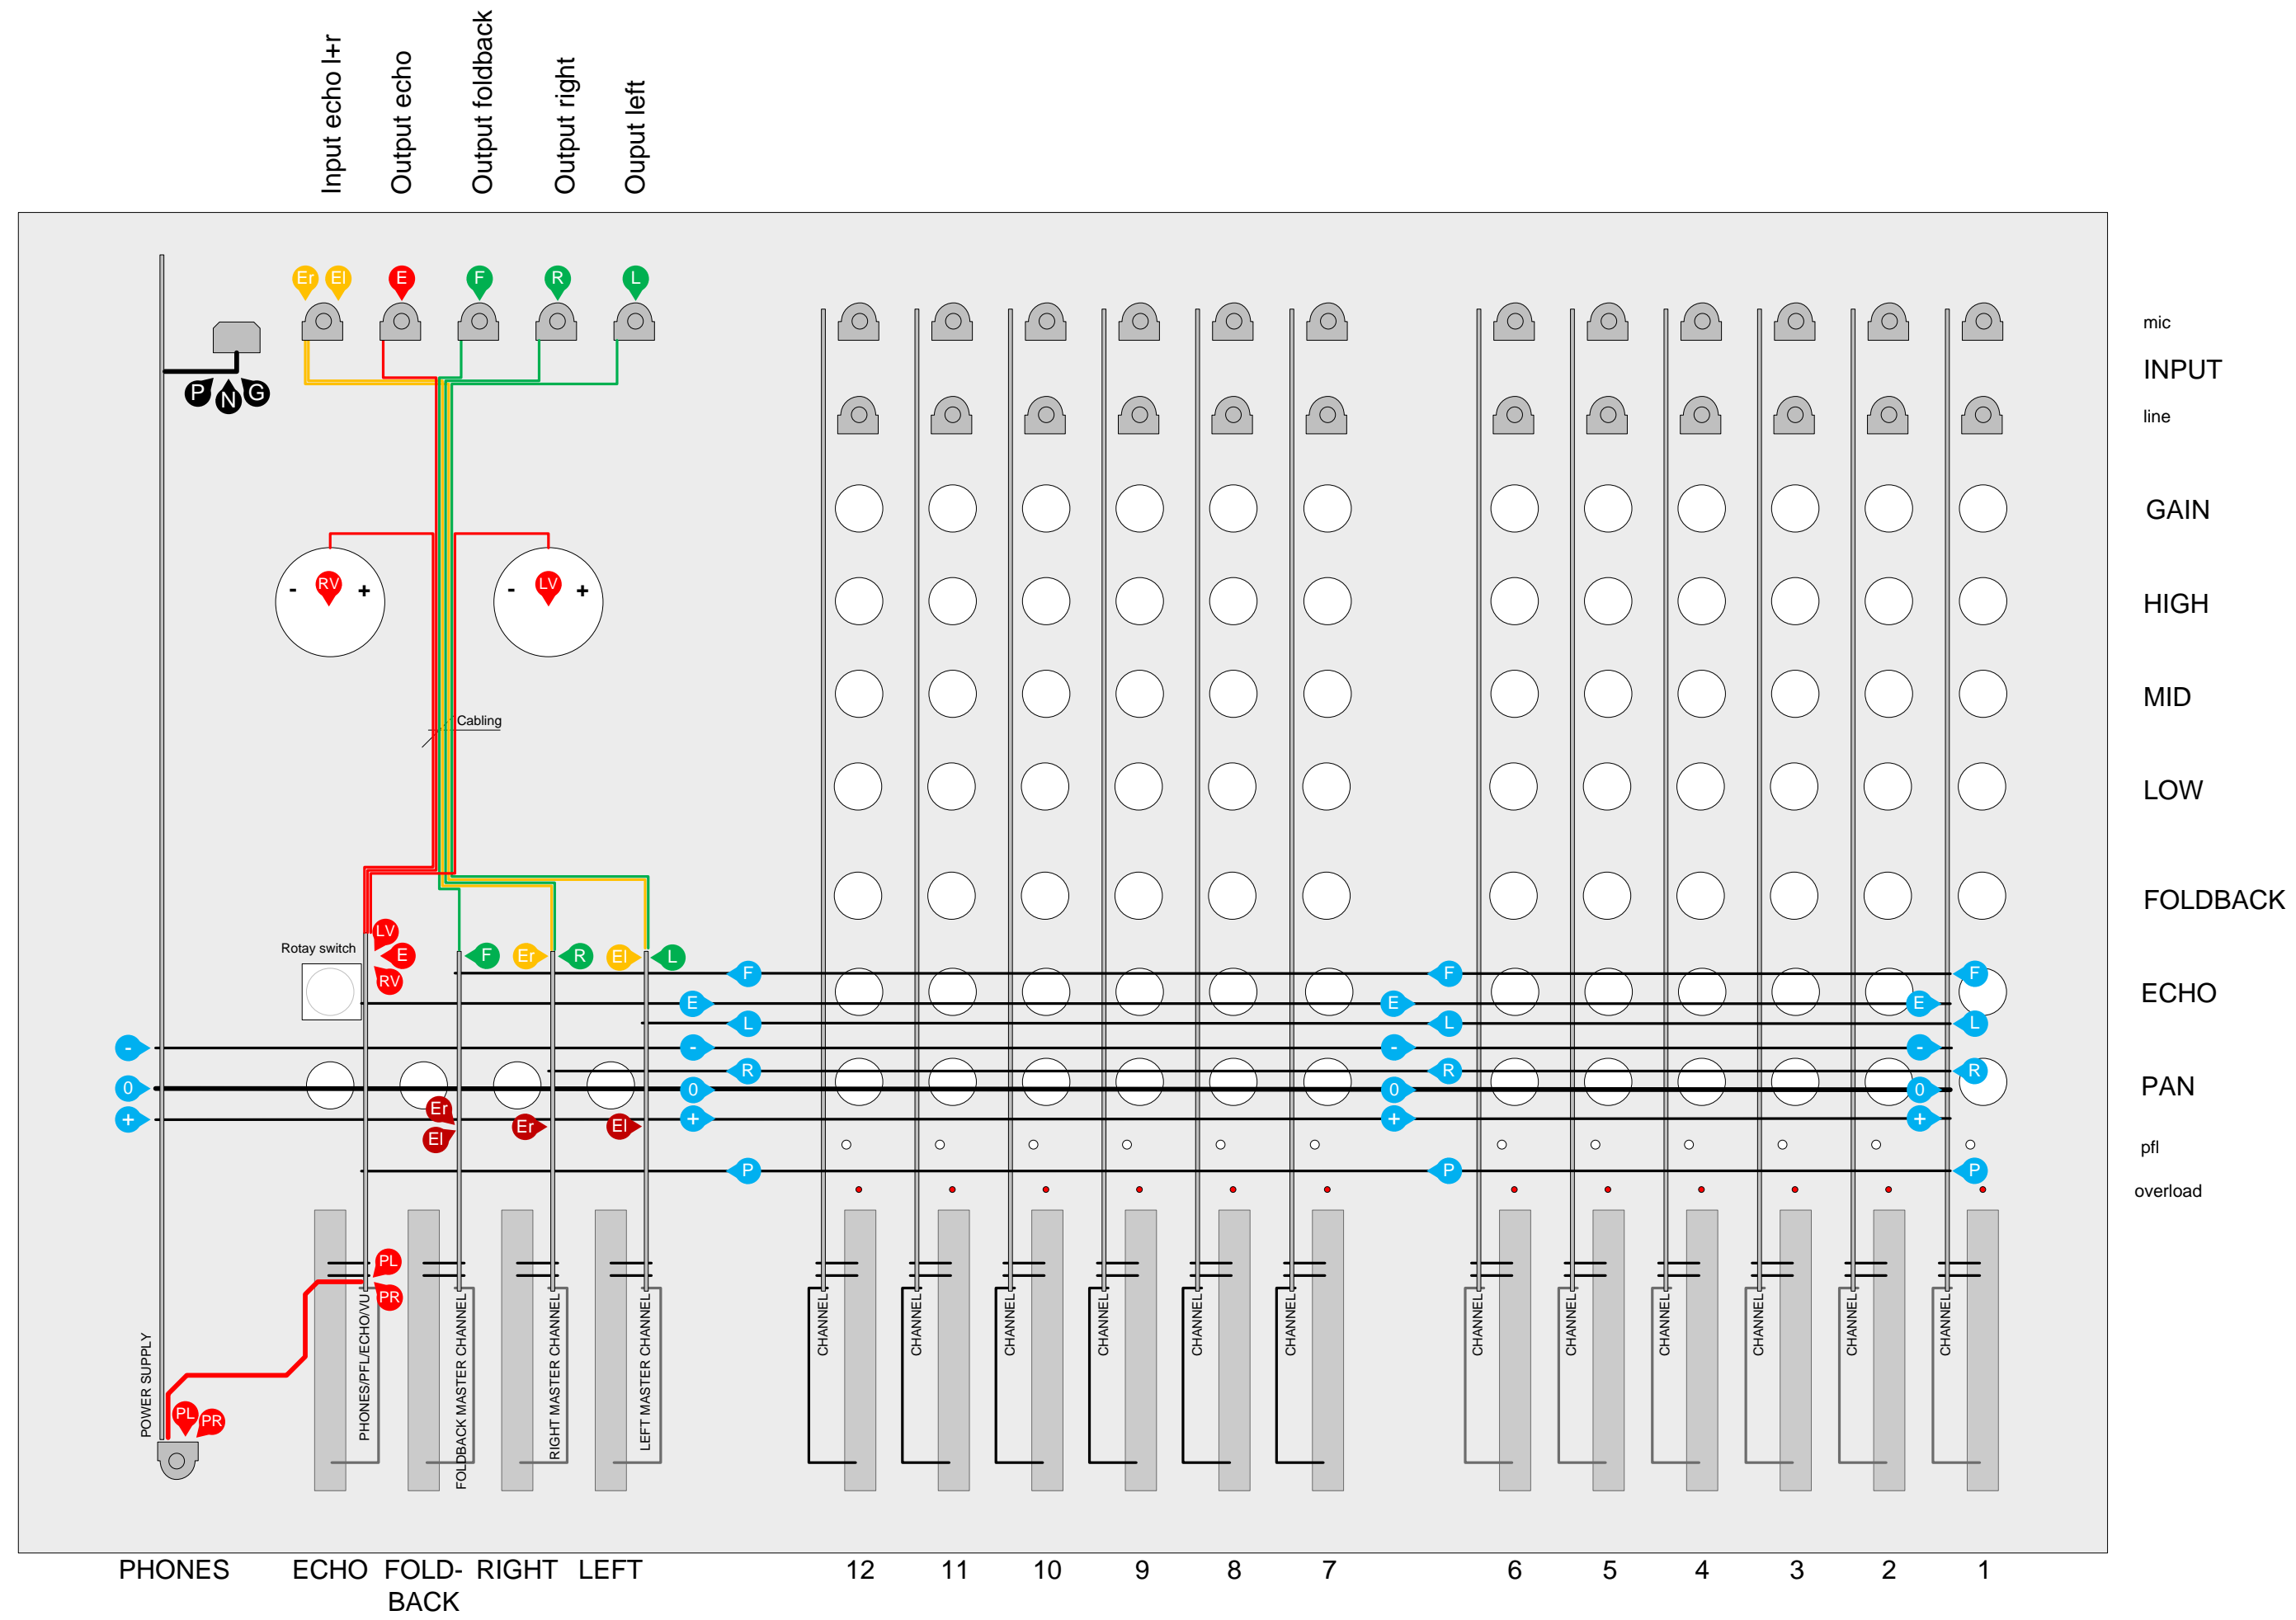 Input echo l+r
Output echo
Output foldback
Output right
Ouput left
Er El E F R L
mic
INPUT
P N G
line
GAIN
- RV +
- LV +
HIGH
MID
Cabling
LOW
FOLDBACK
LV
Rotay switch
E F Er R El L
RV
F F F
ECHO
E E E
L L L
- - - -
R R R
0 0 0 0
PAN
Er
+ + + +
El Er El
pfl
P P P
overload
PL
PR
POWER SUPPLY
PHONES/PFL/ECHO/VU
FOLDBACK MASTER CHANNEL
RIGHT MASTER CHANNEL
LEFT MASTER CHANNEL
CHANNEL
CHANNEL
CHANNEL
CHANNEL
CHANNEL
CHANNEL
CHANNEL
CHANNEL
CHANNEL
CHANNEL
CHANNEL
CHANNEL
PL PR
PHONES ECHO FOLD- RIGHT LEFT 12 11 10 9 8 7 6 5 4 3 2 1
BACK